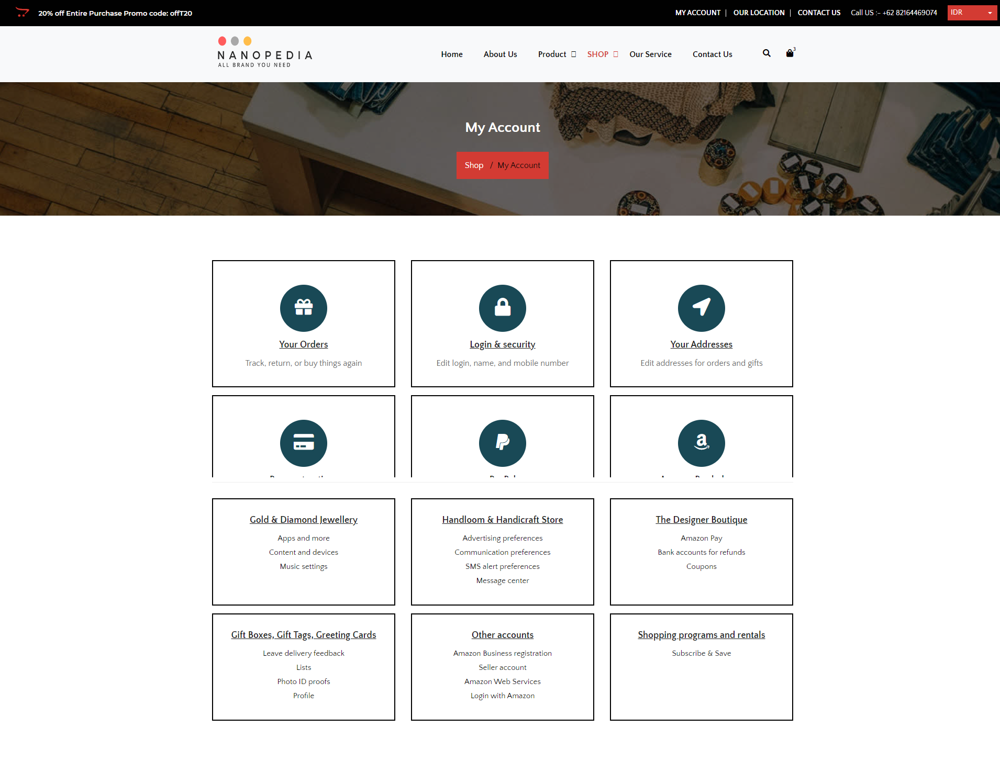 20% off Entire Purchase Promo code: offT20
MY ACCOUNT | OUR LOCATION | CONTACT US Call US :- +62 82164469074 IDR
NANOPEDIA
ALL BRAND YOU NEED
Home About Us Product SHOP Our Service Contact Us 3
My Account
Shop / My Account
Your Orders
Track, return, or buy things again
Login & security
Edit login, name, and mobile number
Your Addresses
Edit addresses for orders and gifts
Gold & Diamond Jewellery
Apps and more
Content and devices
Music settings
Handloom & Handicraft Store
Advertising preferences
Communication preferences
SMS alert preferences
Message center
The Designer Boutique
Amazon Pay
Bank accounts for refunds
Coupons
Gift Boxes, Gift Tags, Greeting Cards
Leave delivery feedback
Lists
Photo ID proofs
Profile
Other accounts
Amazon Business registration
Seller account
Amazon Web Services
Login with Amazon
Shopping programs and rentals
Subscribe & Save